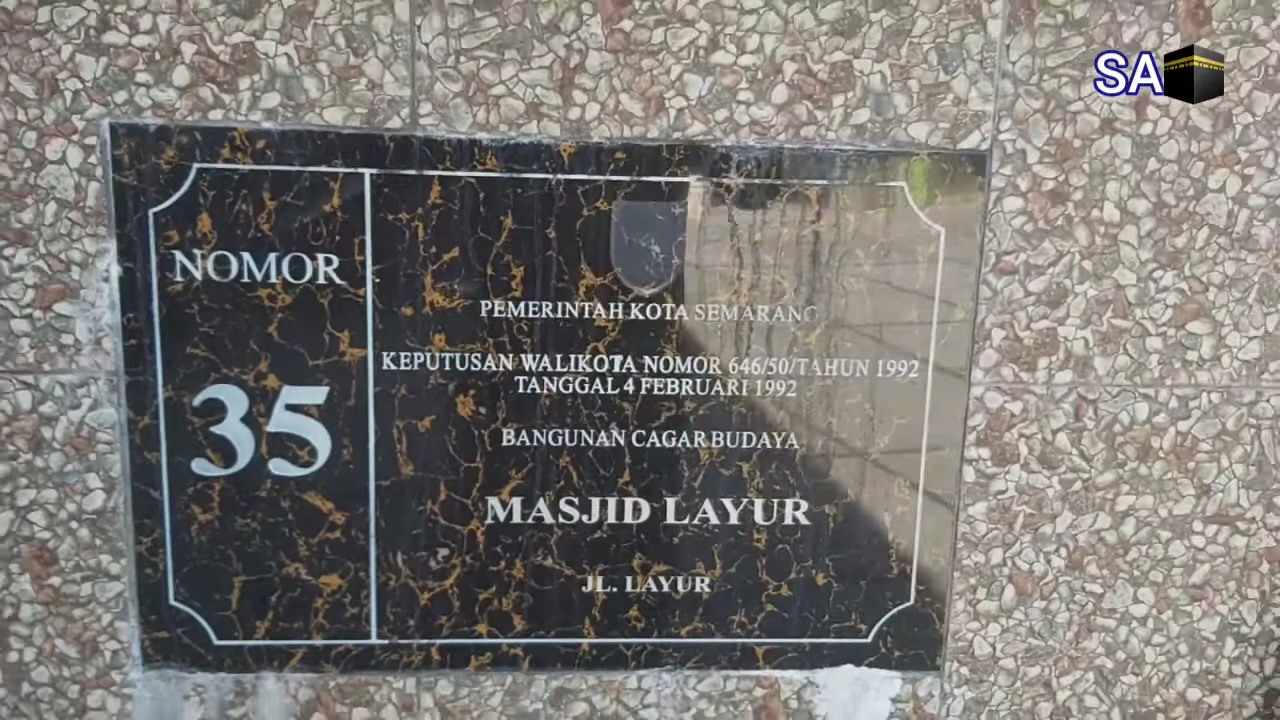 SA
NOMOR
35
PEMERINTAH KOTA SEMARANG
KEPUTUSAN WALIKOTA NOMOR 646/50/TAHUN 1992
TANGGAL 4 FEBRUARI 1992
BANGUNAN CAGAR BUDAYA
MASJID LAYUR
JL. LAYUR